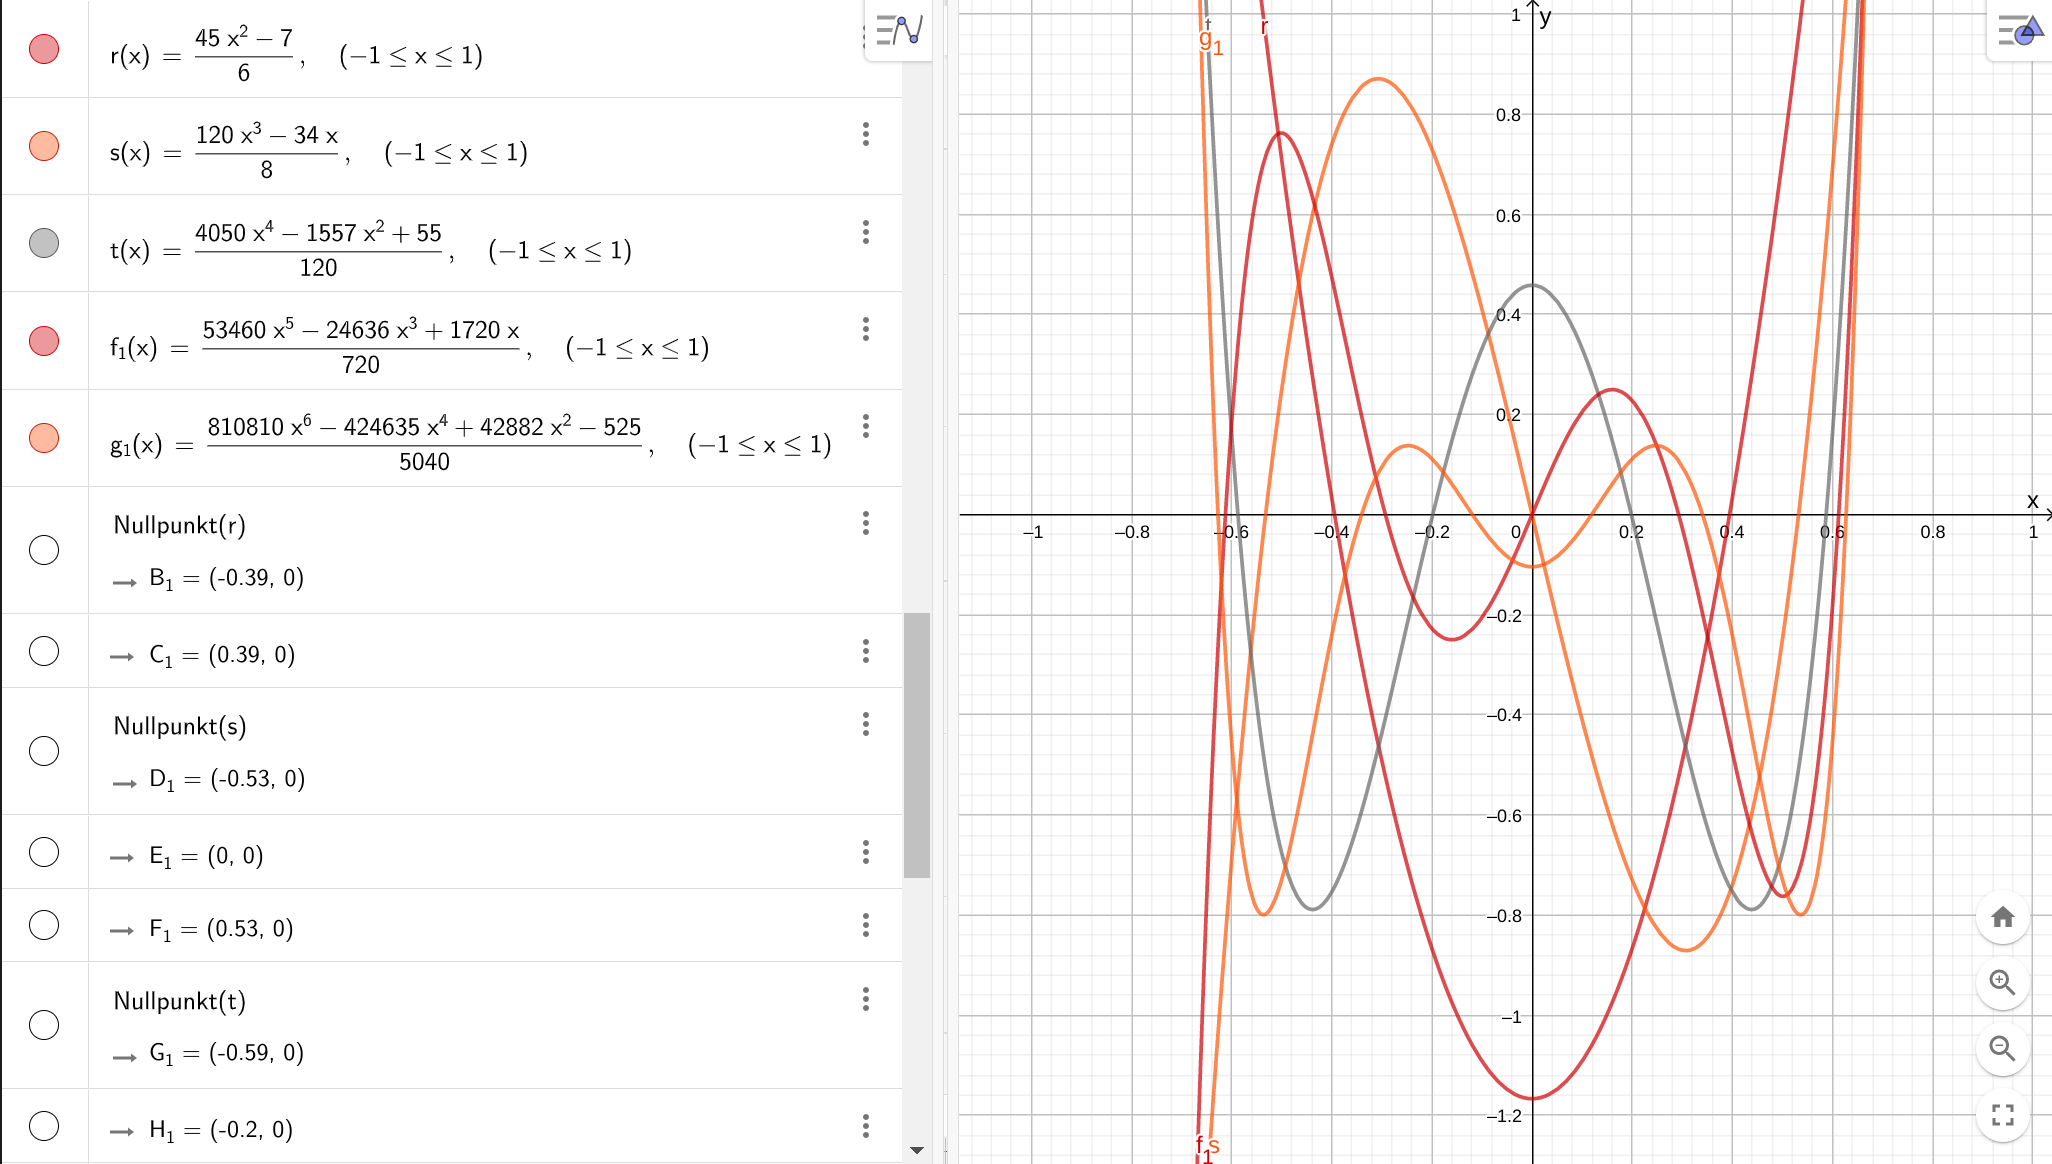 r(x) = (45 x² − 7)/6, (−1 ≤ x ≤ 1)
s(x) = (120 x³ − 34 x)/8, (−1 ≤ x ≤ 1)
t(x) = (4050 x⁴ − 1557 x² + 55)/120, (−1 ≤ x ≤ 1)
f₁(x) = (53460 x⁵ − 24636 x³ + 1720 x)/720, (−1 ≤ x ≤ 1)
g₁(x) = (810810 x⁶ − 424635 x⁴ + 42882 x² − 525)/5040, (−1 ≤ x ≤ 1)
Nullpunkt(r)
→ B₁ = (-0.39, 0)
→ C₁ = (0.39, 0)
Nullpunkt(s)
→ D₁ = (-0.53, 0)
→ E₁ = (0, 0)
→ F₁ = (0.53, 0)
Nullpunkt(t)
→ G₁ = (-0.59, 0)
→ H₁ = (-0.2, 0)
t
g₁
r
y
1
0.8
0.6
0.4
0.2
x
−1 −0.8 −0.6 −0.4 −0.2 0 0.2 0.4 0.6 0.8 1
−0.2
−0.4
−0.6
−0.8
−1
−1.2
f₁
s